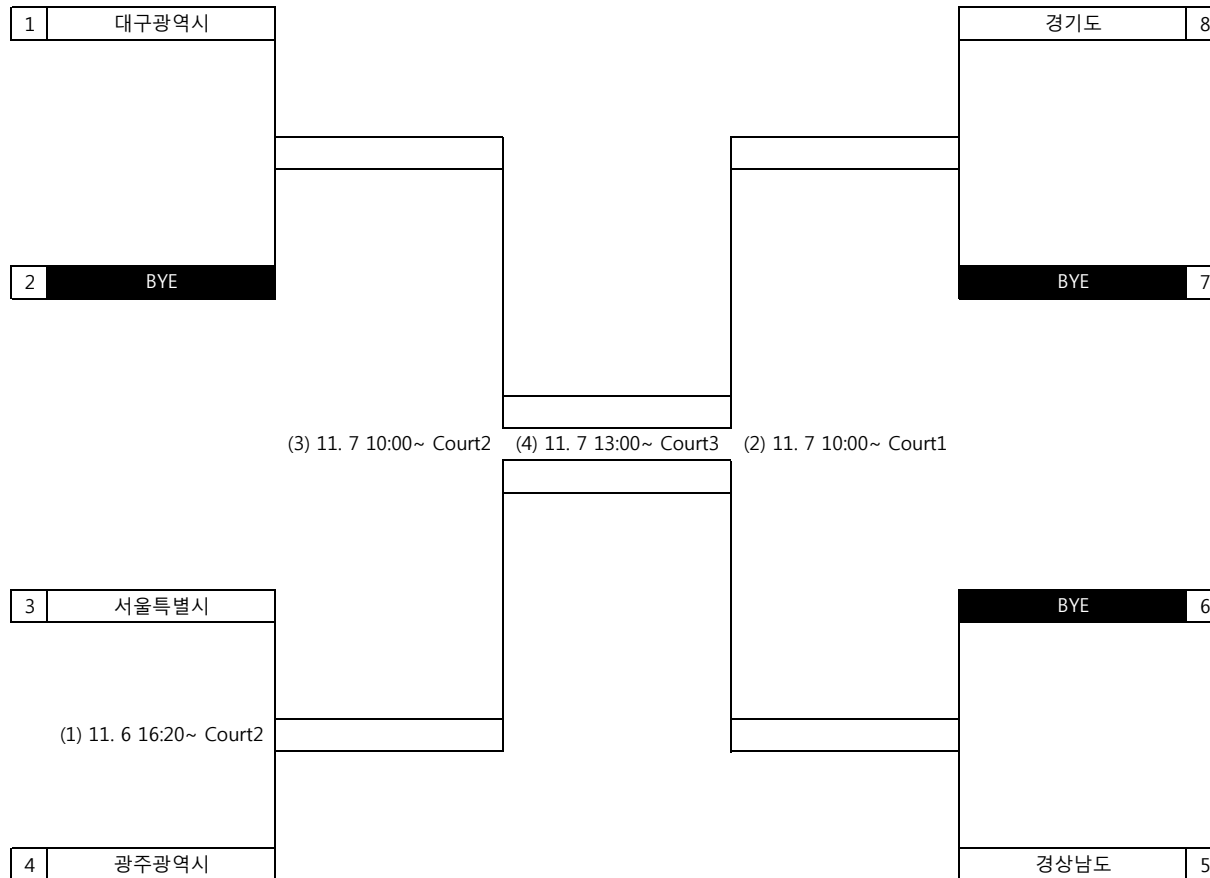 1 대구광역시
경기도 8
2 BYE
BYE 7
(3) 11. 7 10:00~ Court2 (4) 11. 7 13:00~ Court3 (2) 11. 7 10:00~ Court1
3 서울특별시
BYE 6
(1) 11. 6 16:20~ Court2
4 광주광역시
경상남도 5